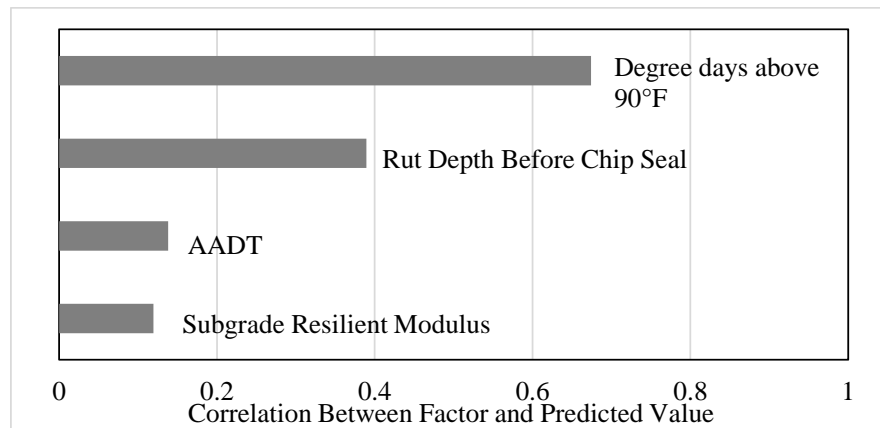 Degree days above
90°F
Rut Depth Before Chip Seal
AADT
Subgrade Resilient Modulus
0 0.2 0.4 0.6 0.8 1
Correlation Between Factor and Predicted Value